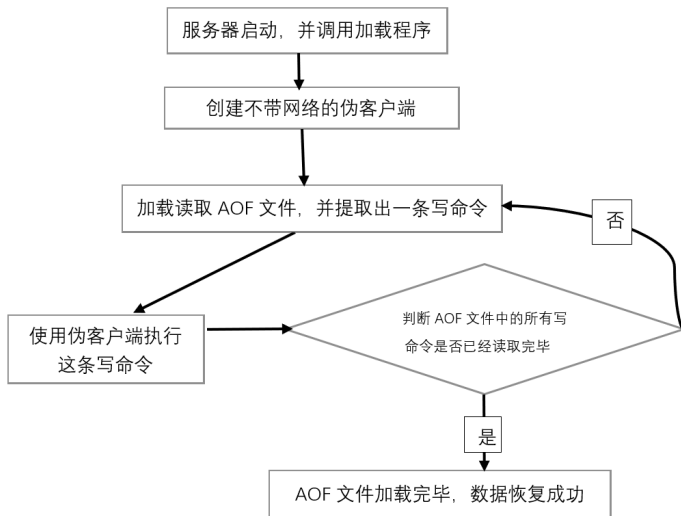 服务器启动，并调用加载程序
创建不带网络的伪客户端
加载读取 AOF 文件，并提取出一条写命令
否
使用伪客户端执行
这条写命令
判断 AOF 文件中的所有写
命令是否已经读取完毕
是
AOF 文件加载完毕，数据恢复成功